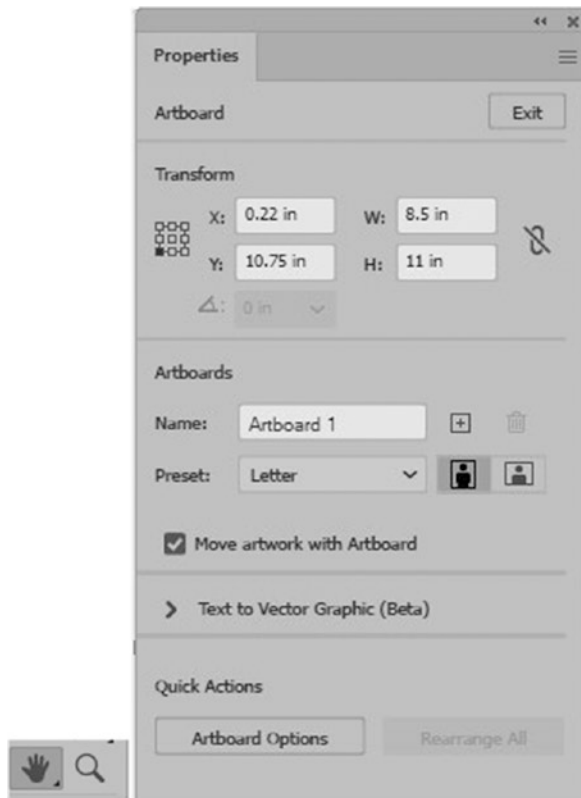 Properties
Artboard Exit
Transform
X: 0.22 in W: 8.5 in
Y: 10.75 in H: 11 in
: 0 in
Artboards
Name: Artboard 1
Preset: Letter
Move artwork with Artboard
Text to Vector Graphic (Beta)
Quick Actions
Artboard Options Rearrange All